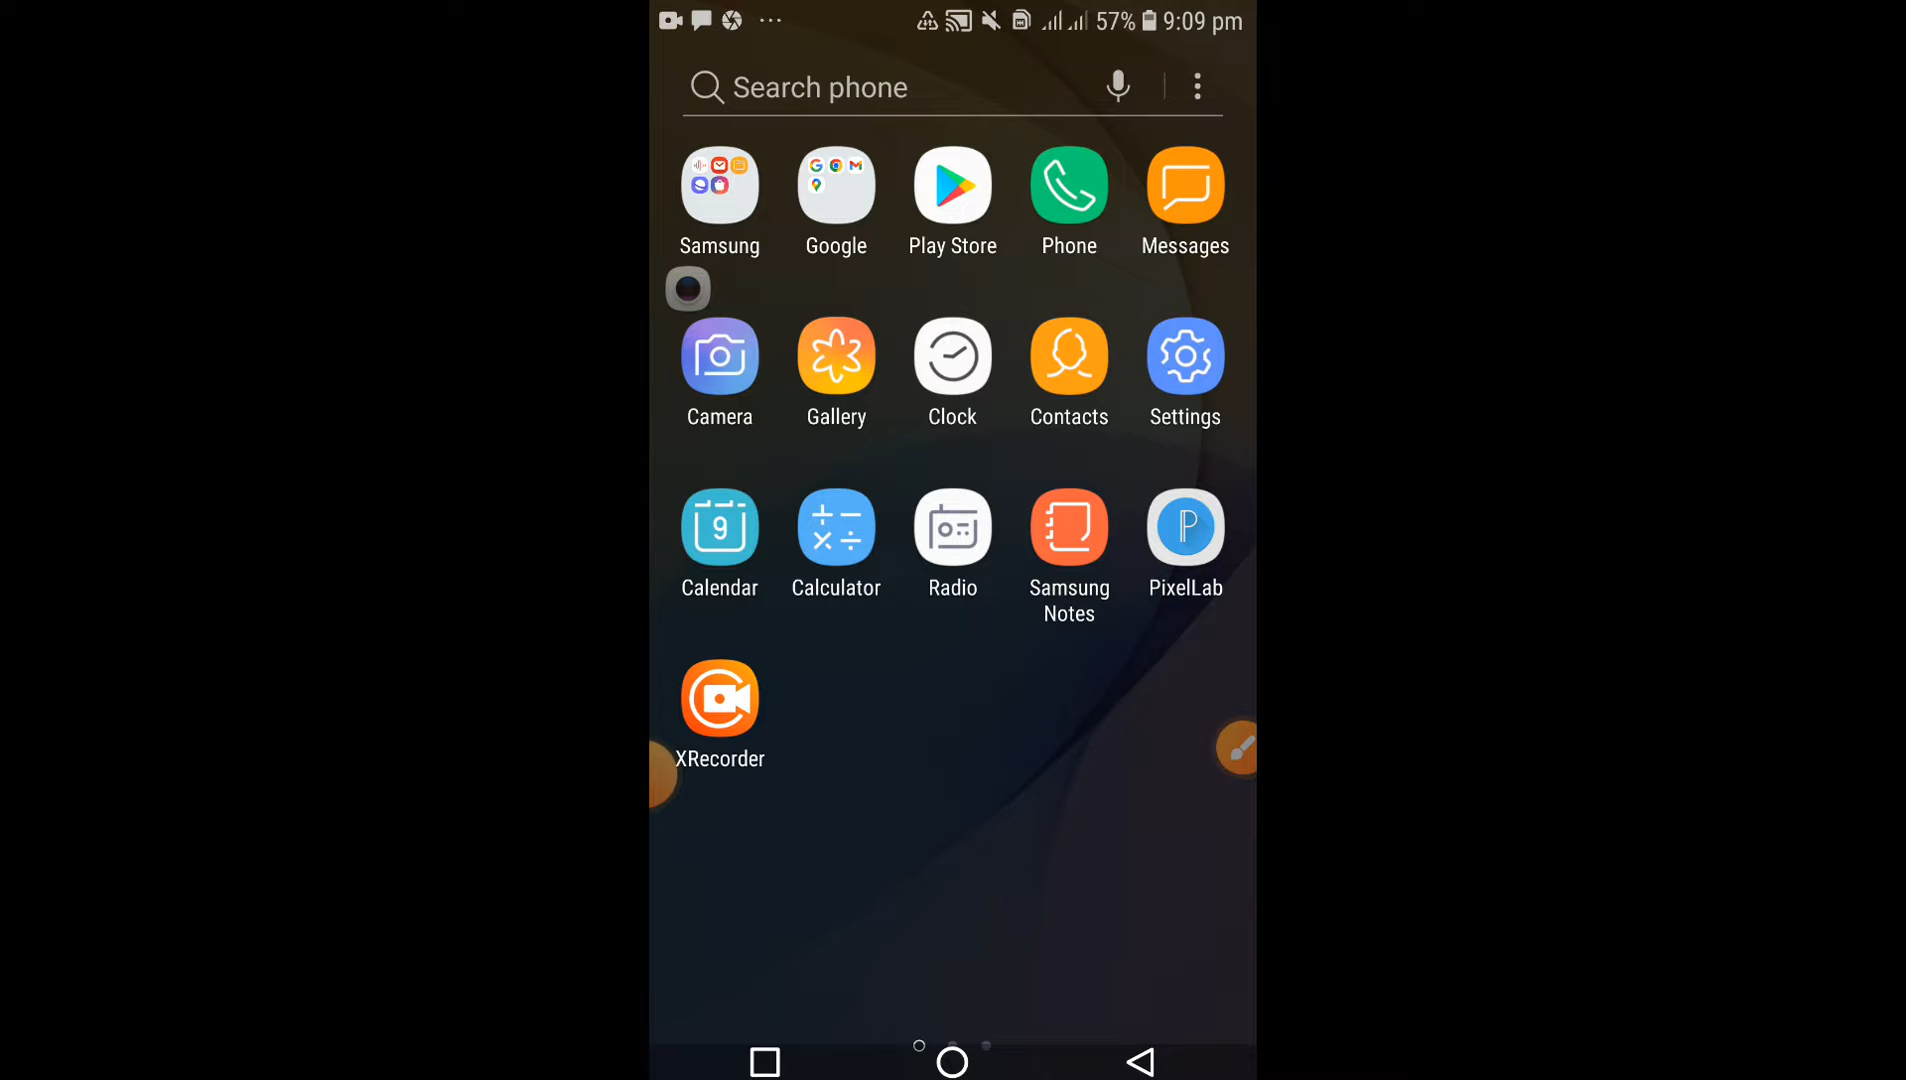 57% 9:09 pm
Search phone
Samsung Google Play Store Phone Messages
Camera Gallery Clock Contacts Settings
9
Calendar Calculator Radio Samsung Notes PixelLab
XRecorder